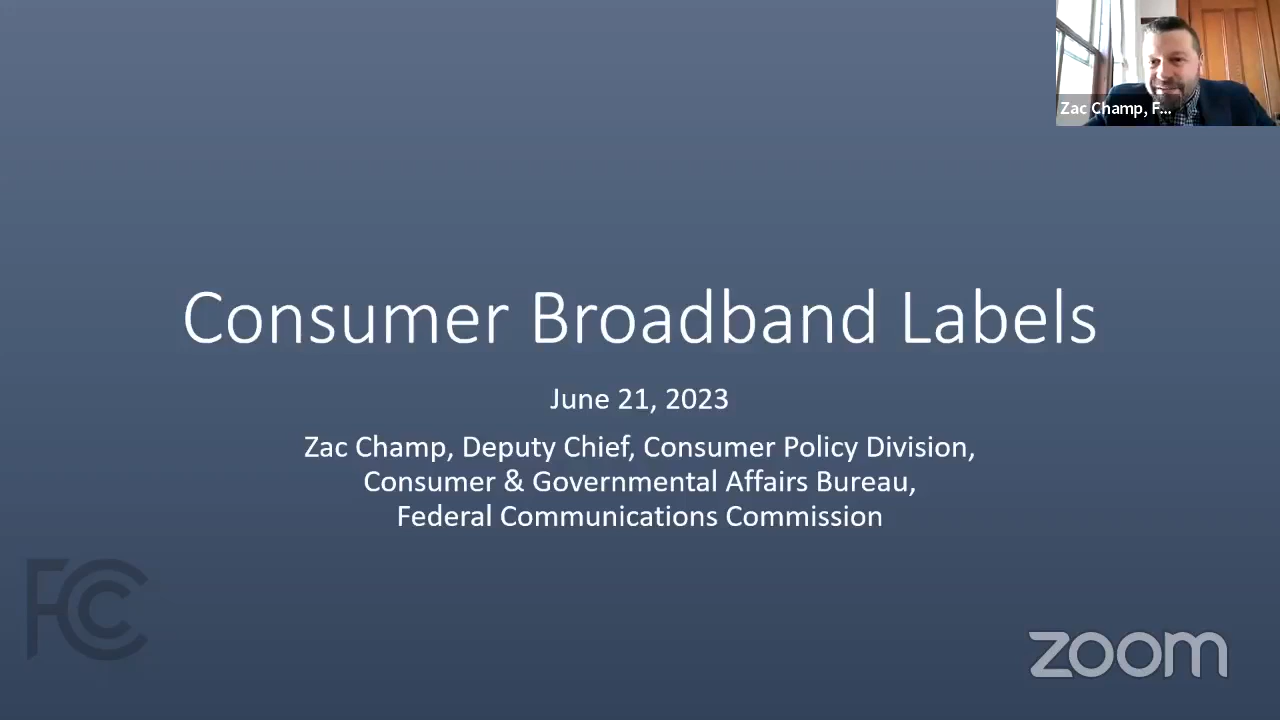 Zac Champ, F...
Consumer Broadband Labels
June 21, 2023
Zac Champ, Deputy Chief, Consumer Policy Division,
Consumer & Governmental Affairs Bureau,
Federal Communications Commission
FCC
zoom